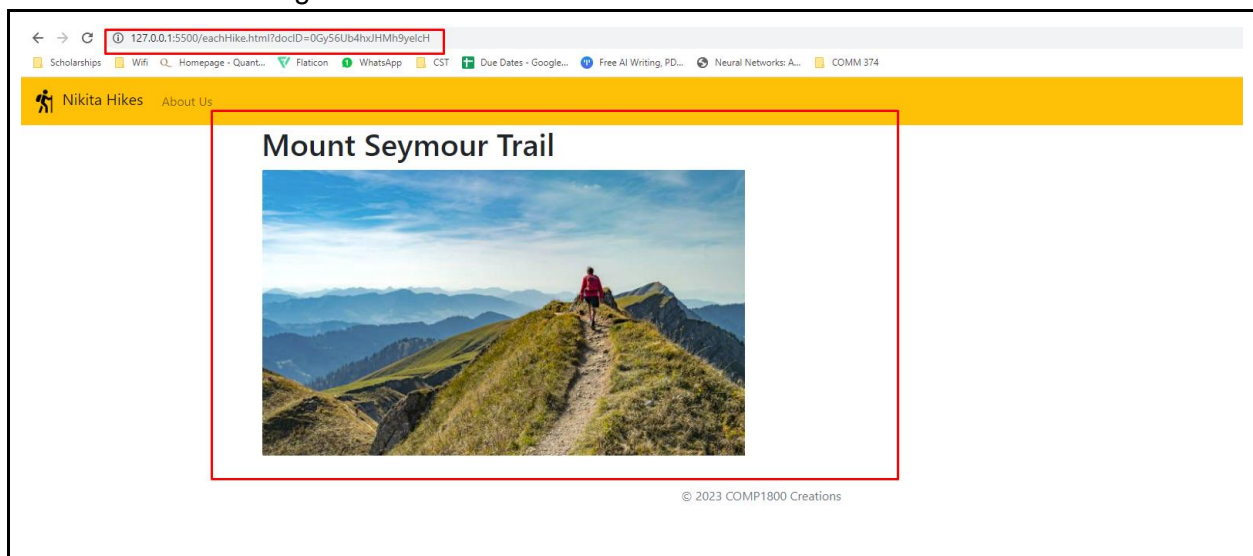 127.0.0.1:5500/eachHike.html?docID=0Gy56Ub4hxJHMh9yelcH
Scholarships Wifi Homepage - Quant... Flaticon WhatsApp CST Due Dates - Google... Free AI Writing, PD... Neural Networks: A... COMM 374
Nikita Hikes About Us
Mount Seymour Trail
© 2023 COMP1800 Creations